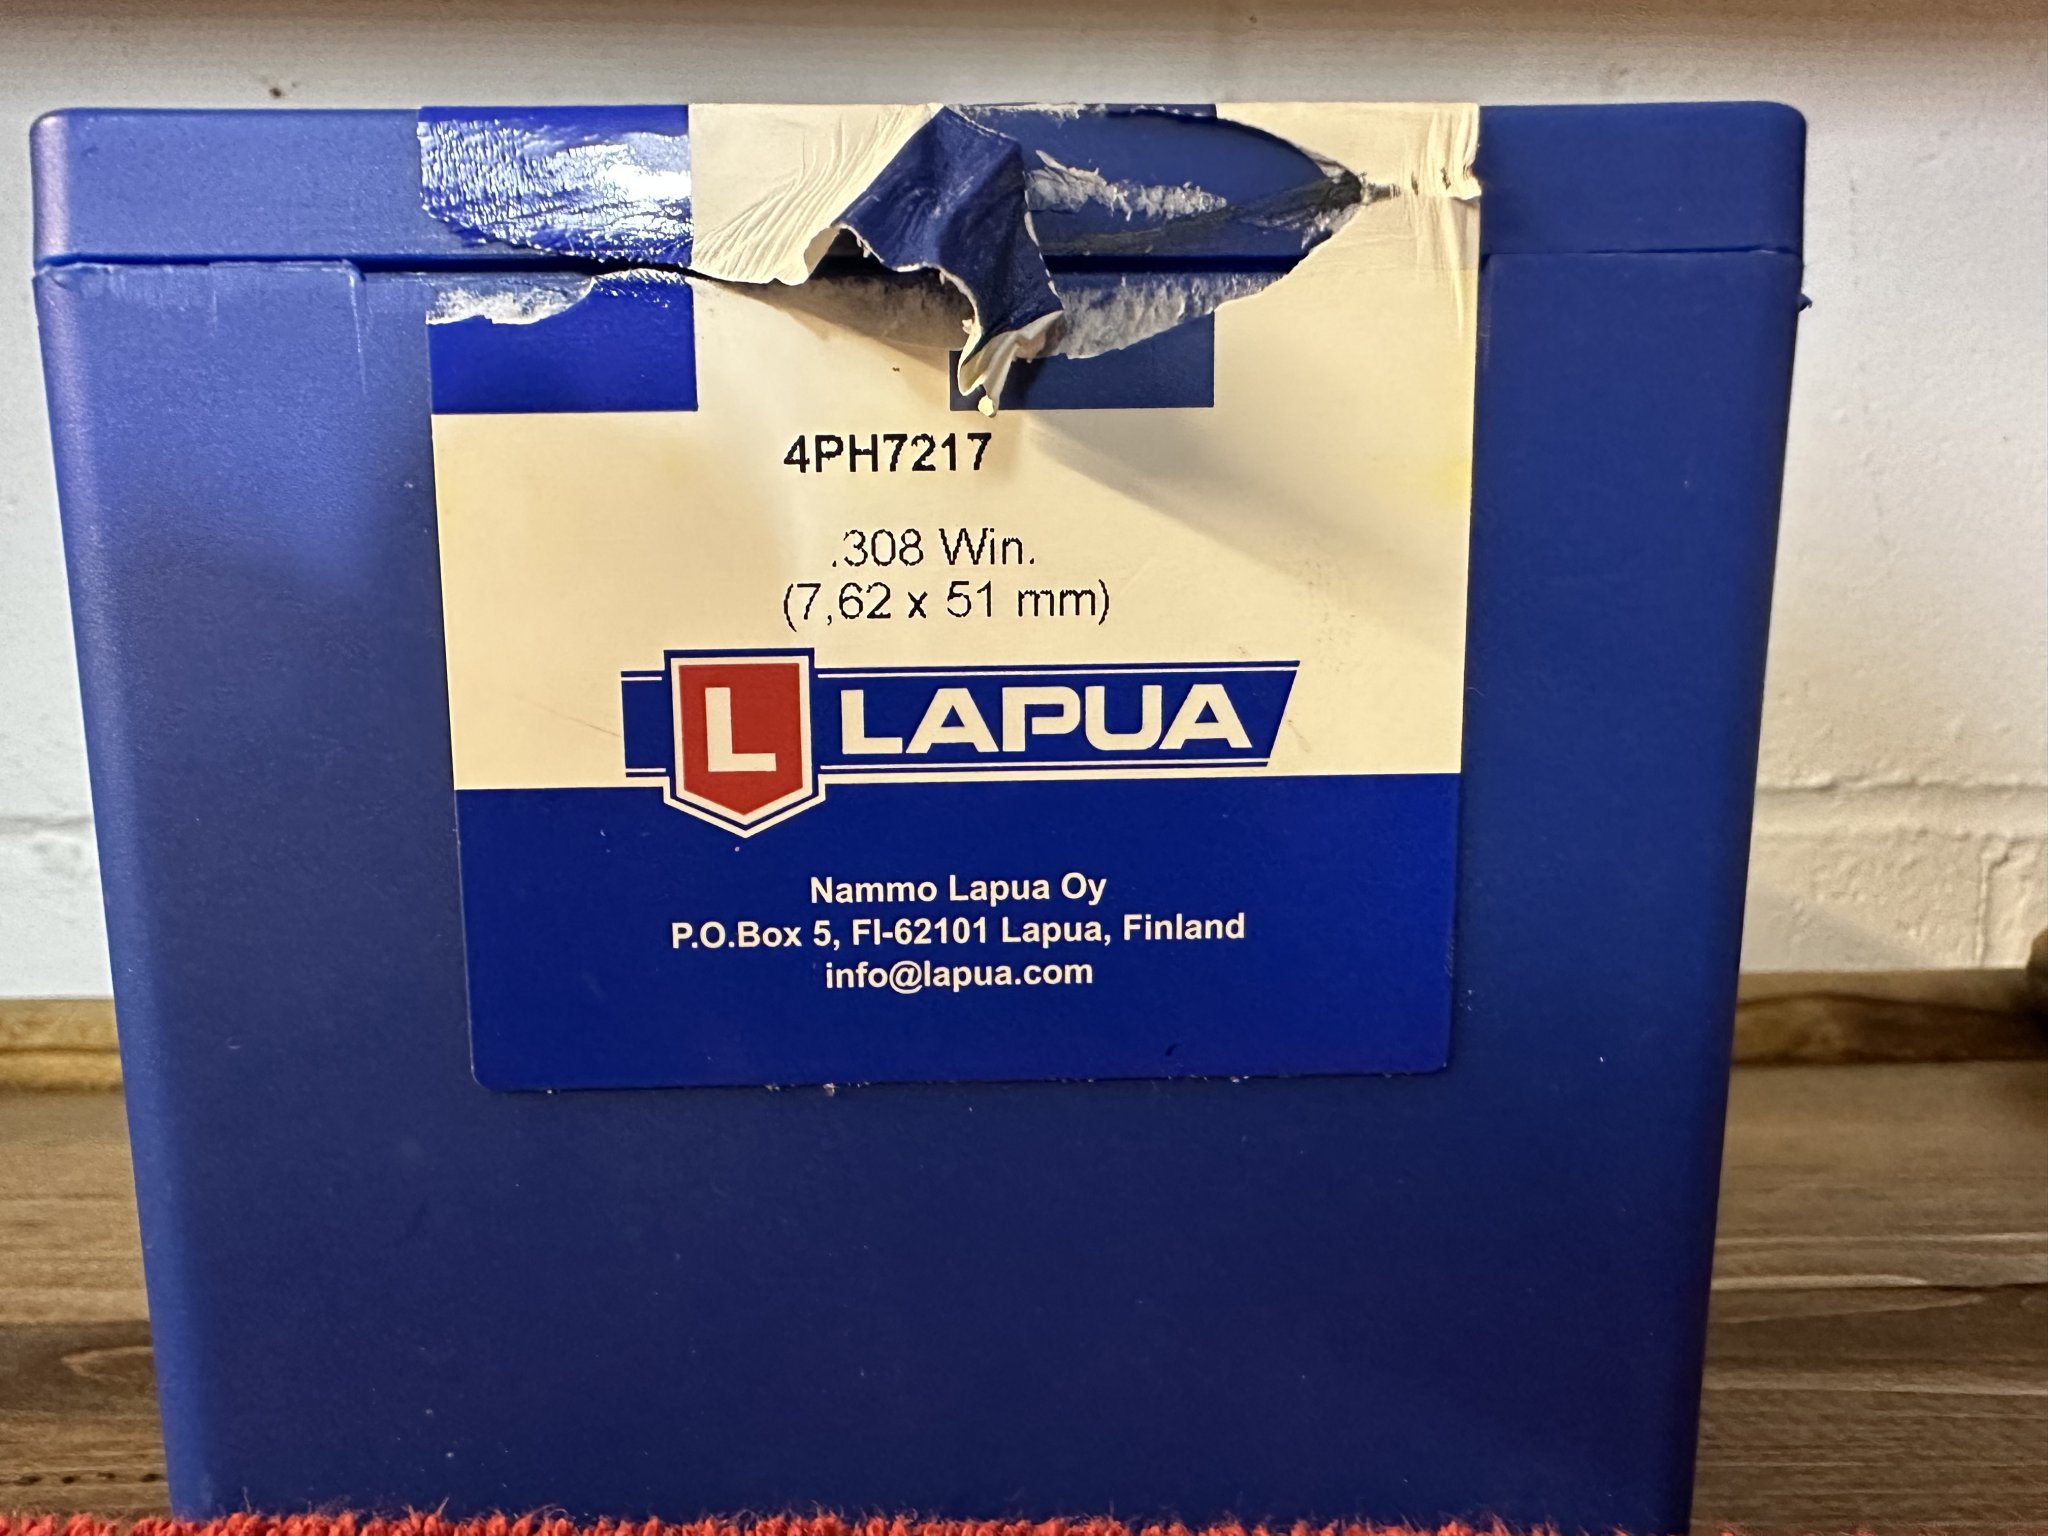 4PH7217
.308 Win.
(7,62 x 51 mm)
L LAPUA
Nammo Lapua Oy
P.O.Box 5, FI-62101 Lapua, Finland
info@lapua.com